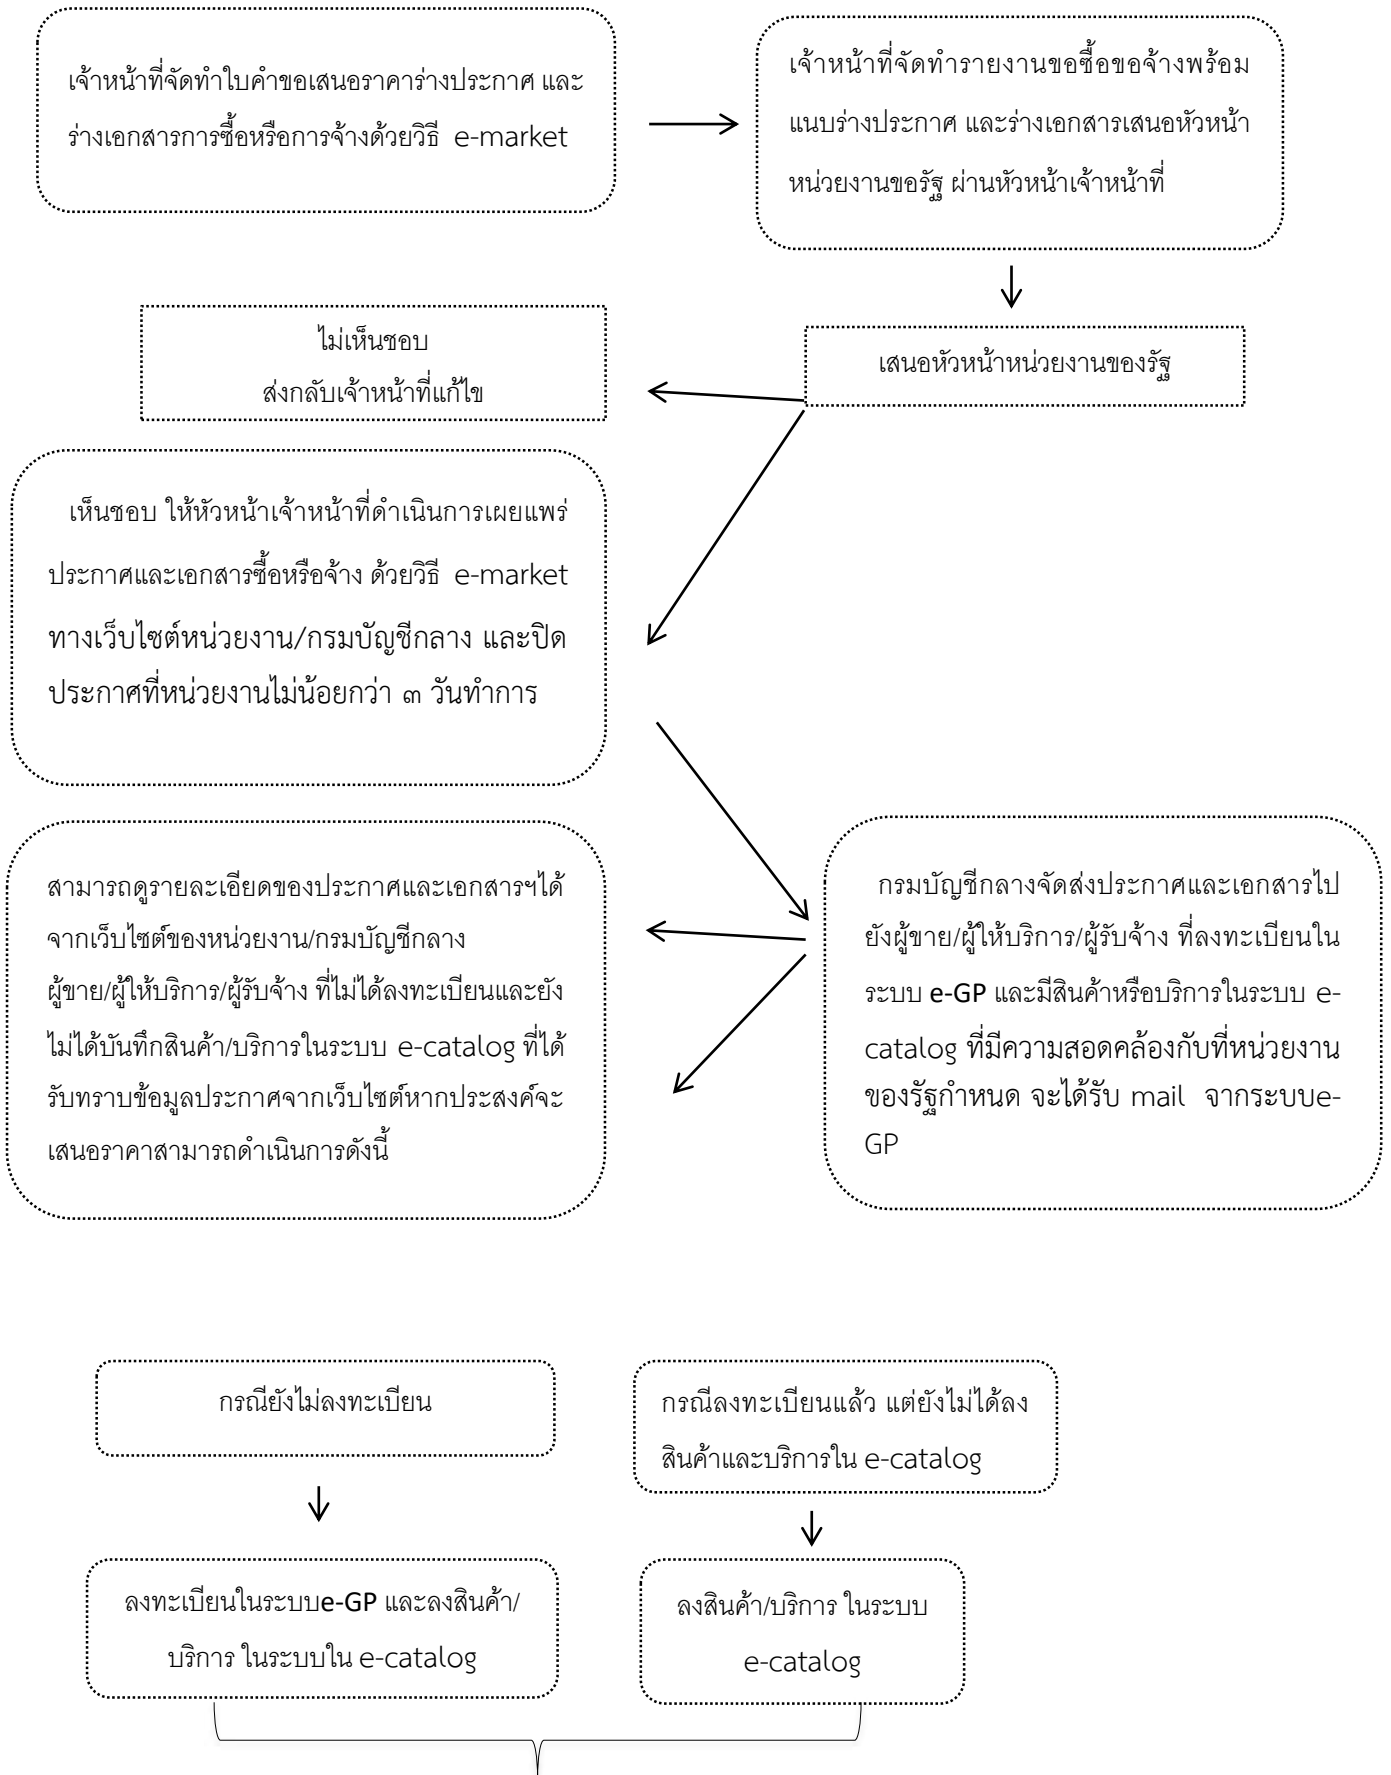 เจ้าหน้าที่จัดทำใบคำขอเสนอราคาร่างประกาศ และ
ร่างเอกสารการซื้อหรือการจ้างด้วยวิธี e-market
เจ้าหน้าที่จัดทำรายงานขอซื้อขอจ้างพร้อม
แนบร่างประกาศ และร่างเอกสารเสนอหัวหน้า
หน่วยงานขอรัฐ ผ่านหัวหน้าเจ้าหน้าที่
ไม่เห็นชอบ
ส่งกลับเจ้าหน้าที่แก้ไข
เสนอหัวหน้าหน่วยงานของรัฐ
เห็นชอบ ให้หัวหน้าเจ้าหน้าที่ดำเนินการเผยแพร่
ประกาศและเอกสารซื้อหรือจ้าง ด้วยวิธี e-market
ทางเว็บไซต์หน่วยงาน/กรมบัญชีกลาง และปิด
ประกาศที่หน่วยงานไม่น้อยกว่า ๓ วันทำการ
สามารถดูรายละเอียดของประกาศและเอกสารฯได้
จากเว็บไซต์ของหน่วยงาน/กรมบัญชีกลาง
ผู้ขาย/ผู้ให้บริการ/ผู้รับจ้าง ที่ไม่ได้ลงทะเบียนและยัง
ไม่ได้บันทึกสินค้า/บริการในระบบ e-catalog ที่ได้
รับทราบข้อมูลประกาศจากเว็บไซต์หากประสงค์จะ
เสนอราคาสามารถดำเนินการดังนี้
กรมบัญชีกลางจัดส่งประกาศและเอกสารไป
ยังผู้ขาย/ผู้ให้บริการ/ผู้รับจ้าง ที่ลงทะเบียนใน
ระบบ e-GP และมีสินค้าหรือบริการในระบบ e-
catalog ที่มีความสอดคล้องกับที่หน่วยงาน
ของรัฐกำหนด จะได้รับ mail จากระบบe-
GP
กรณียังไม่ลงทะเบียน
กรณีลงทะเบียนแล้ว แต่ยังไม่ได้ลง
สินค้าและบริการใน e-catalog
ลงทะเบียนในระบบe-GP และลงสินค้า/
บริการ ในระบบใน e-catalog
ลงสินค้า/บริการ ในระบบ
e-catalog